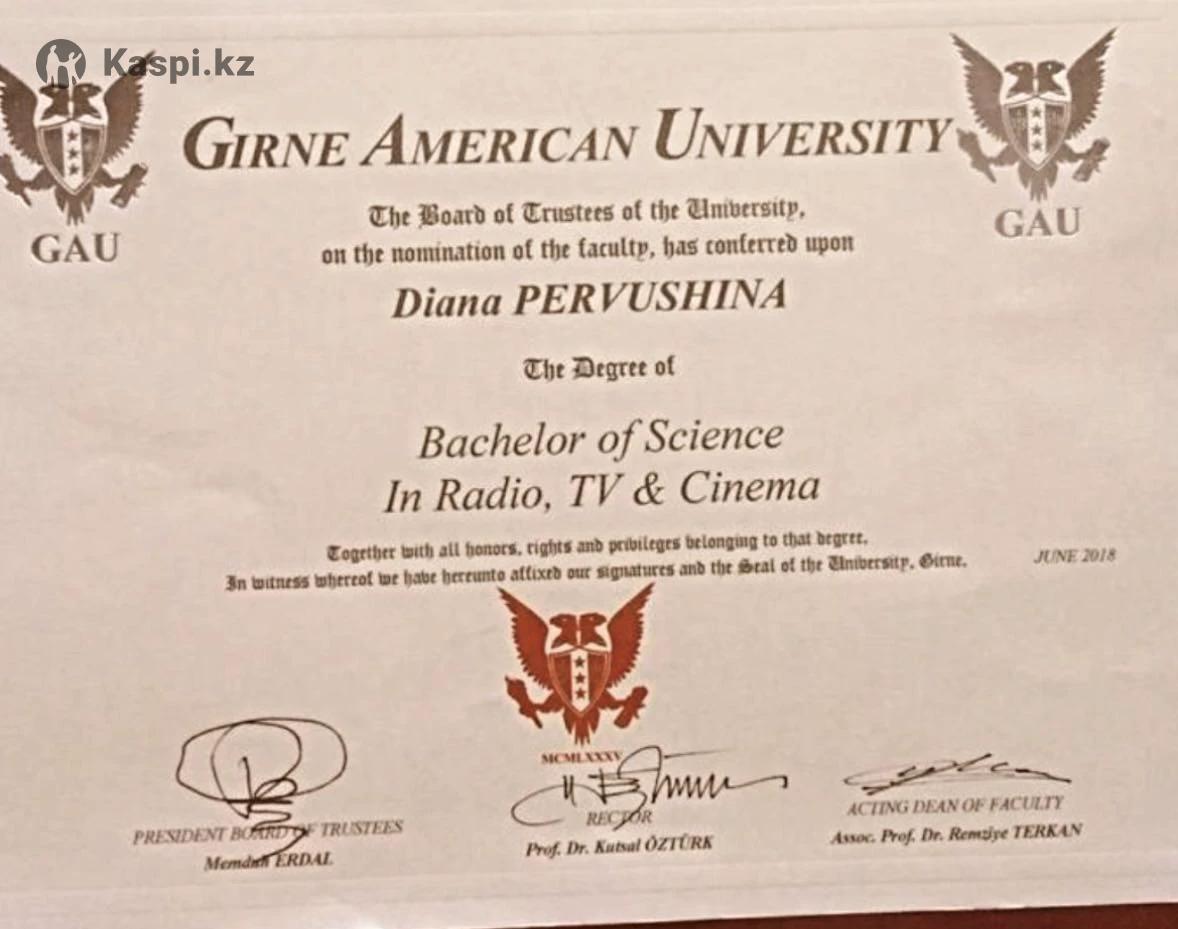 Kaspi.kz
GIRNE AMERICAN UNIVERSITY
GAU
GAU
The Board of Trustees of the University,
on the nomination of the faculty, has conferred upon
Diana PERVUSHINA
The Degree of
Bachelor of Science
In Radio, TV & Cinema
Together with all honors, rights and privileges belonging to that degree.
In witness whereof we have hereunto affixed our signatures and the Seal of the University, Girne.
JUNE 2018
MCMLXXXV
PRESIDENT BOARD OF TRUSTEES
Memduh ERDAL
RECTOR
Prof. Dr. Kutsal ÖZTÜRK
ACTING DEAN OF FACULTY
Assoc. Prof. Dr. Remziye TERKAN